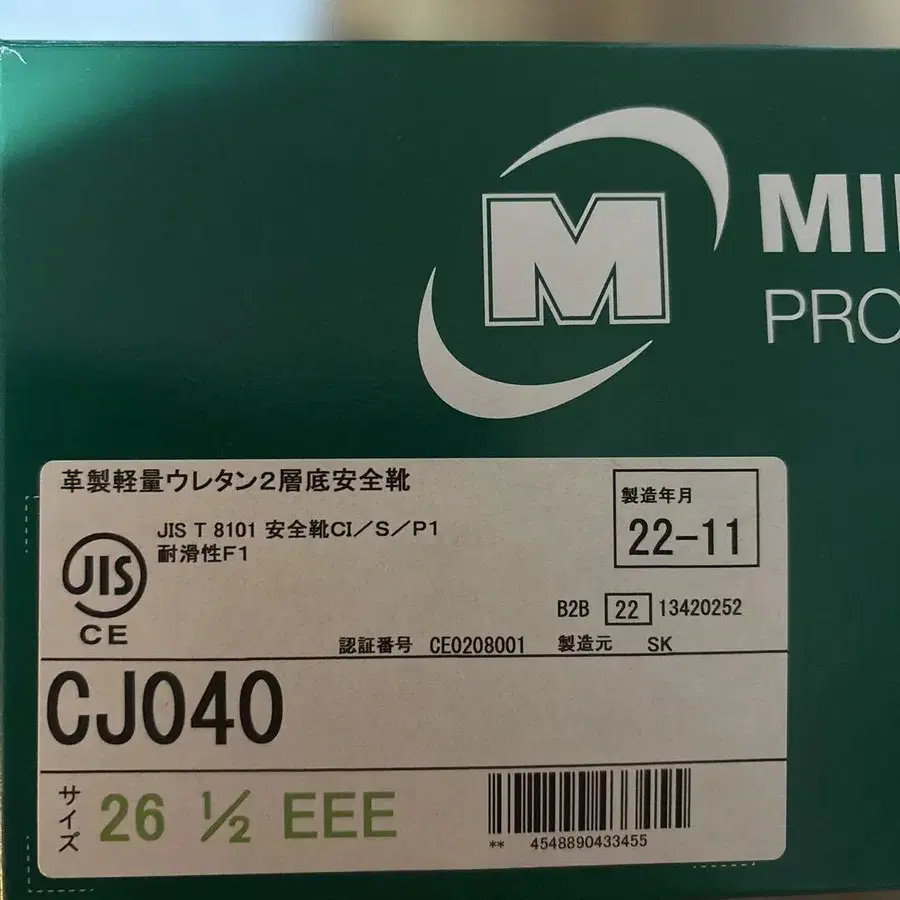 M
MI
PRO
革製軽量ウレタン2層底安全靴
JIS T 8101 安全靴CI/S/P1
耐滑性F1
JIS
CE
製造年月
22-11
B2B 22 13420252
認証番号 CE0208001 製造元 SK
CJ040
サイズ 26 ½ EEE
** 4548890433455